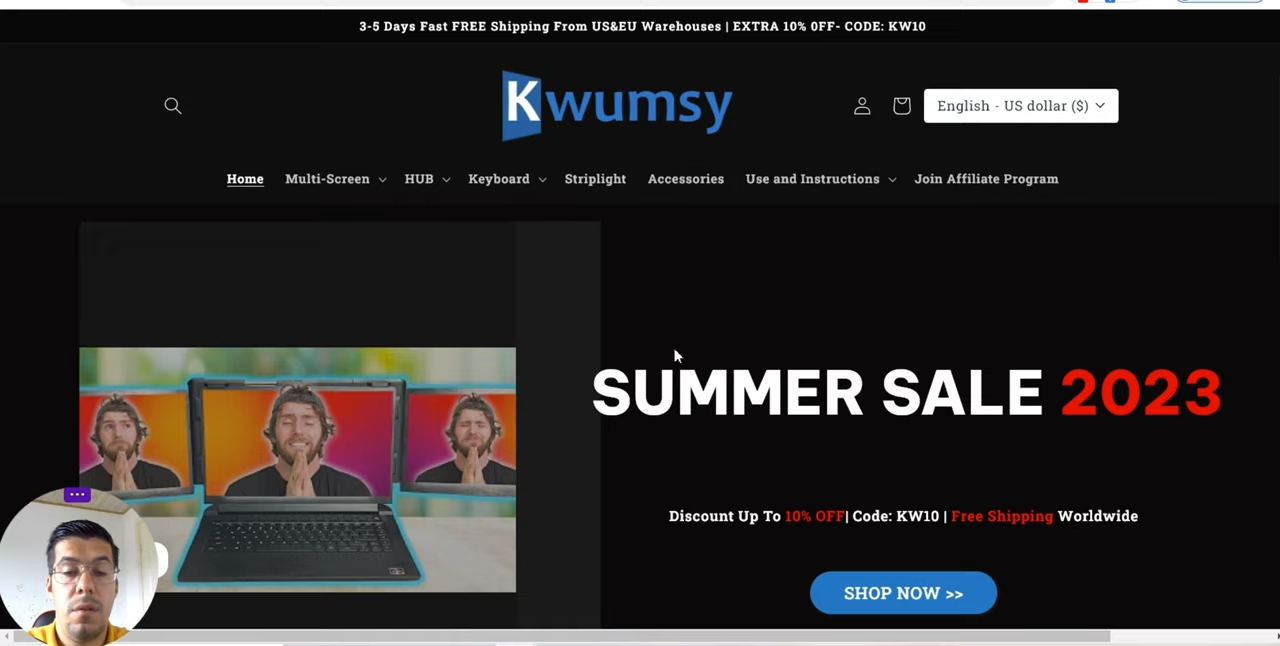 3-5 Days Fast FREE Shipping From US&EU Warehouses | EXTRA 10% 0FF- CODE: KW10
Kwumsy
English - US dollar ($)
Home Multi-Screen HUB Keyboard Striplight Accessories Use and Instructions Join Affiliate Program
SUMMER SALE 2023
Discount Up To 10% OFF| Code: KW10 | Free Shipping Worldwide
SHOP NOW >>